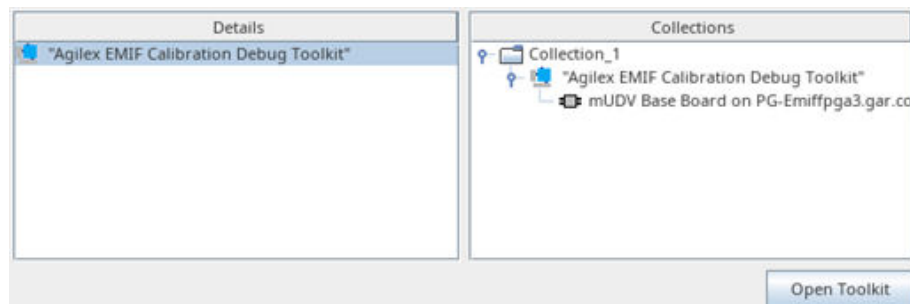 Details
"Agilex EMIF Calibration Debug Toolkit"
Collections
Collection_1
"Agilex EMIF Calibration Debug Toolkit"
mUDV Base Board on PG-Emiffpga3.gar.co
Open Toolkit